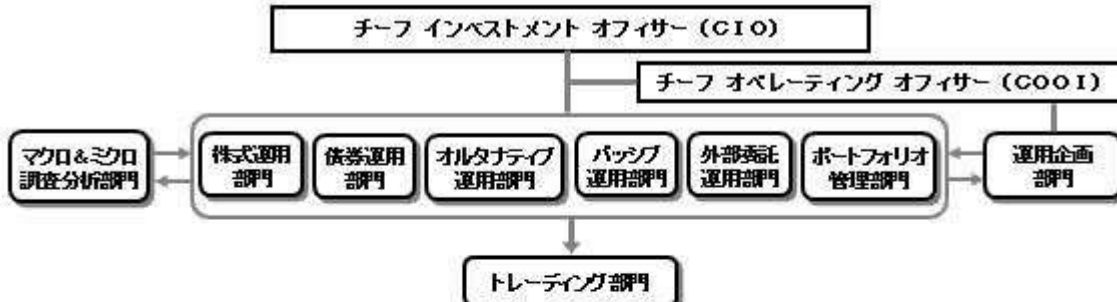 チーフ インベストメント オフィサー (CIO)
チーフ オペレーティング オフィサー (COOI)
マクロ&ミクロ
調査分析部門
株式運用
部門
債券運用
部門
オルタナティブ
運用部門
パッシブ
運用部門
外部委託
運用部門
ポートフォリオ
管理部門
運用企画
部門
トレーディング部門